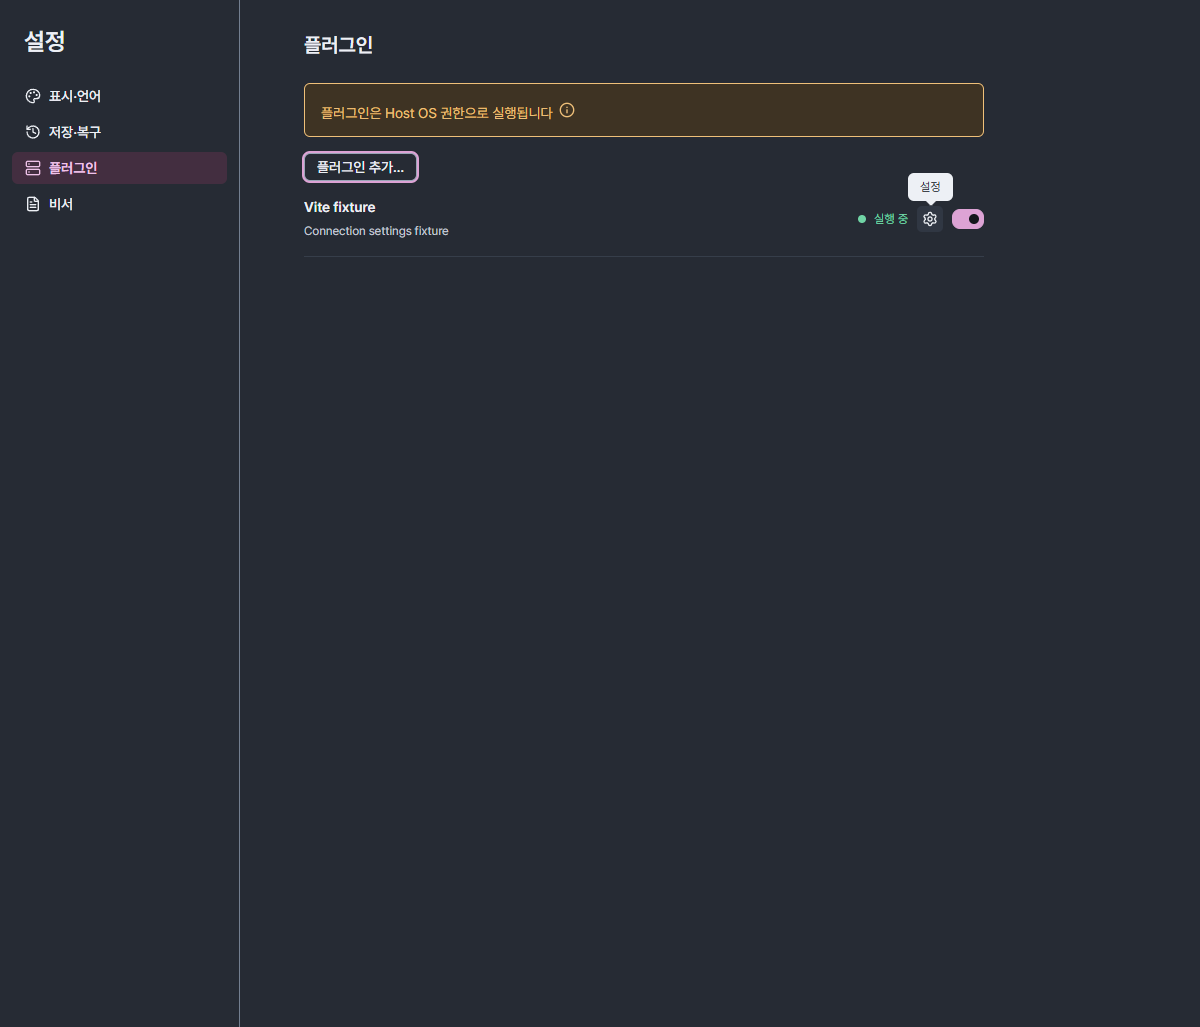 설정
표시·언어
저장·복구
플러그인
비서
플러그인
플러그인은 Host OS 권한으로 실행됩니다
플러그인 추가...
설정
Vite fixture
실행 중
Connection settings fixture